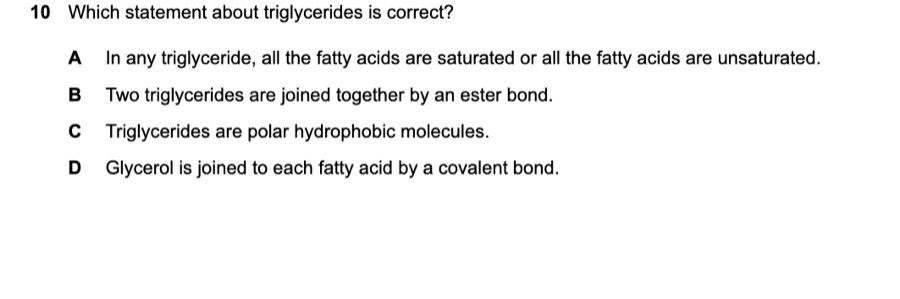 10 Which statement about triglycerides is correct?
A In any triglyceride, all the fatty acids are saturated or all the fatty acids are unsaturated.
B Two triglycerides are joined together by an ester bond.
C Triglycerides are polar hydrophobic molecules.
D Glycerol is joined to each fatty acid by a covalent bond.